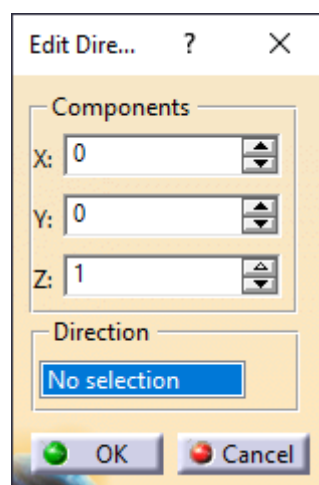 Edit Dire... ?
Components
X: 0
Y: 0
Z: 1
Direction
No selection
OK Cancel